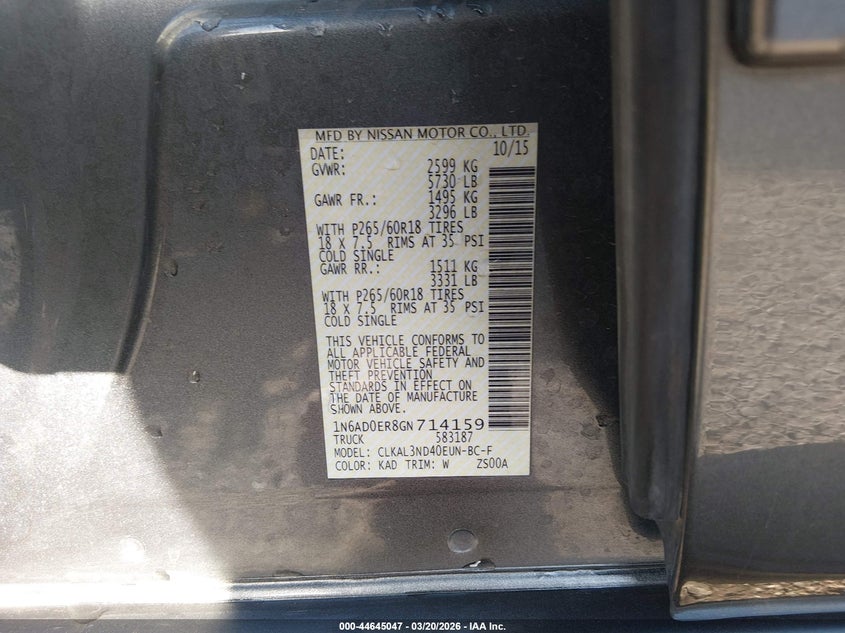 MFD BY NISSAN MOTOR CO., LTD.
DATE: 10/15
GVWR: 2599 KG
5730 LB
GAWR FR.: 1495 KG
3296 LB
WITH P265/60R18 TIRES
18 X 7.5 RIMS AT 35 PSI
COLD SINGLE
GAWR RR.: 1511 KG
3331 LB
WITH P265/60R18 TIRES
18 X 7.5 RIMS AT 35 PSI
COLD SINGLE
THIS VEHICLE CONFORMS TO
ALL APPLICABLE FEDERAL
MOTOR VEHICLE SAFETY AND
THEFT PREVENTION
STANDARDS IN EFFECT ON
THE DATE OF MANUFACTURE
SHOWN ABOVE.
1N6AD0ER8GN714159
TRUCK 583187
MODEL: CLKAL3ND40EUN-BC-F
COLOR: KAD TRIM: W ZS00A
000-44645047 — 03/20/2026 — IAA Inc.